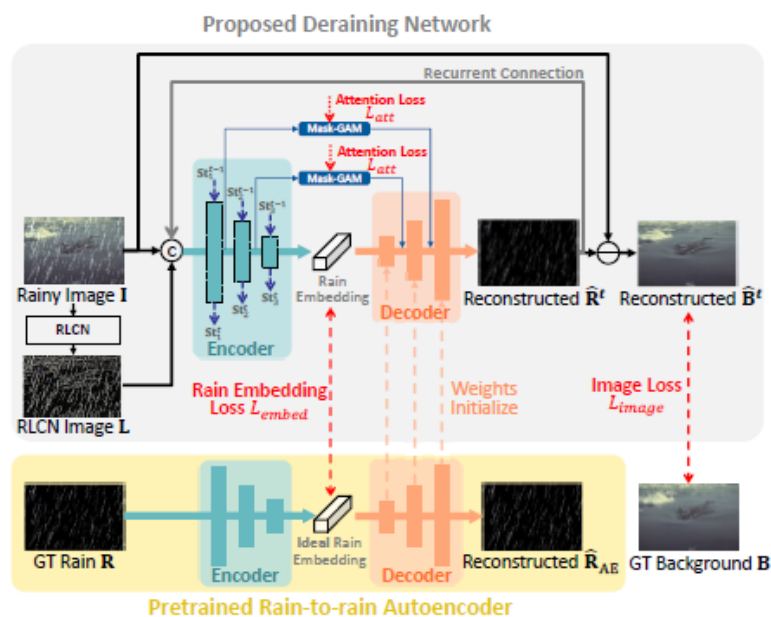 Proposed Deraining Network
Recurrent Connection
Attention Loss
L_att
Mask-GAM
Attention Loss
L_att
Mask-GAM
St_1^{t-1}
St_2^{t-1}
St_3^{t-1}
C
St_1^t
St_2^t
St_3^t
Encoder
Rain
Embedding
Decoder
Rainy Image I
RLCN
RLCN Image L
Reconstructed R̂^t
Reconstructed B̂^t
Rain Embedding
Loss L_embed
Weights
Initialize
Image Loss
L_image
GT Rain R
Encoder
Ideal Rain
Embedding
Decoder
Reconstructed R̂_AE
GT Background B
Pretrained Rain-to-rain Autoencoder